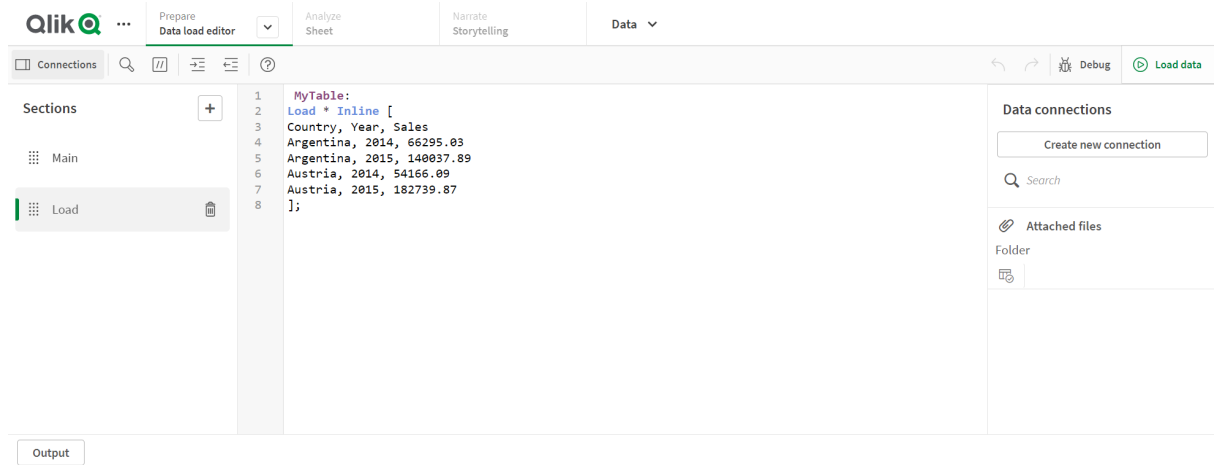 Qlik
Prepare
Data load editor
Analyze
Sheet
Narrate
Storytelling
Data
Connections
Debug
Load data
Sections
Main
Load
1 MyTable:
2 Load * Inline [
3 Country, Year, Sales
4 Argentina, 2014, 66295.03
5 Argentina, 2015, 140037.89
6 Austria, 2014, 54166.09
7 Austria, 2015, 182739.87
8 ];
Data connections
Create new connection
Search
Attached files
Folder
Output